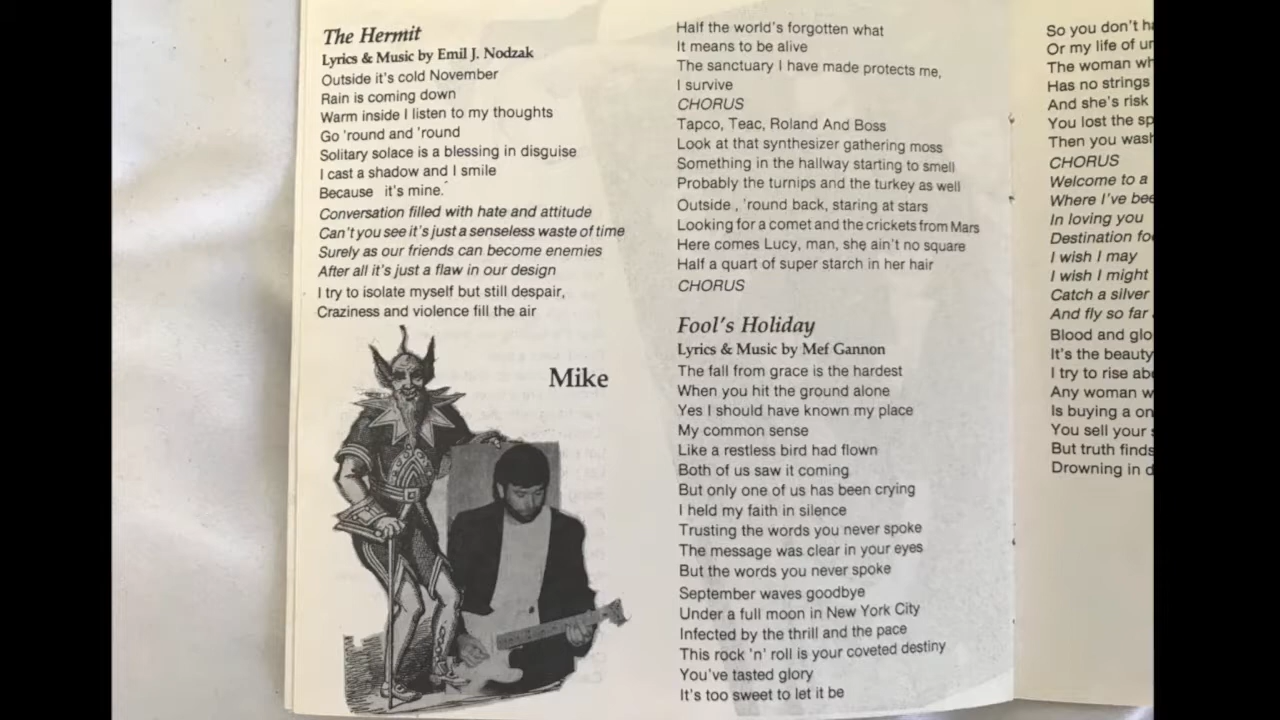 The Hermit
Lyrics & Music by Emil J. Nodzak
Outside it's cold November
Rain is coming down
Warm inside I listen to my thoughts
Go 'round and 'round
Solitary solace is a blessing in disguise
I cast a shadow and I smile
Because it's mine.
Conversation filled with hate and attitude
Can't you see it's just a senseless waste of time
Surely as our friends can become enemies
After all it's just a flaw in our design
I try to isolate myself but still despair,
Craziness and violence fill the air
Mike
Half the world's forgotten what
It means to be alive
The sanctuary I have made protects me,
I survive
CHORUS
Tapco, Teac, Roland And Boss
Look at that synthesizer gathering moss
Something in the hallway starting to smell
Probably the turnips and the turkey as well
Outside , 'round back, staring at stars
Looking for a comet and the crickets from Mars
Here comes Lucy, man, she ain't no square
Half a quart of super starch in her hair
CHORUS
Fool's Holiday
Lyrics & Music by Mef Gannon
The fall from grace is the hardest
When you hit the ground alone
Yes I should have known my place
My common sense
Like a restless bird had flown
Both of us saw it coming
But only one of us has been crying
I held my faith in silence
Trusting the words you never spoke
The message was clear in your eyes
But the words you never spoke
September waves goodbye
Under a full moon in New York City
Infected by the thrill and the pace
This rock 'n' roll is your coveted destiny
You've tasted glory
It's too sweet to let it be
So you don't
Or my life of
The woman
Has no strings
And she's risk
You lost the
Then you
CHORUS
Welcome to a
Where I've
In loving you
Destination
I wish I may
I wish I might
Catch a silver
And fly so far
Blood and
It's the beauty
I try to rise
Any woman
Is buying a
You sell your
But truth finds
Drowning in